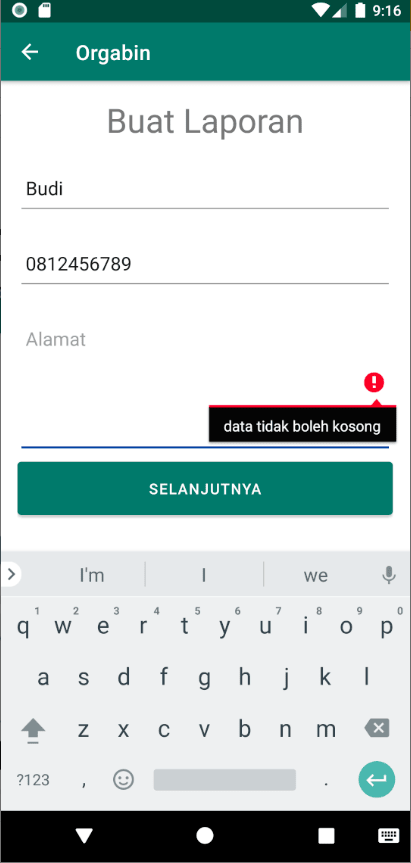 9:16
Orgabin
Buat Laporan
Budi
0812456789
Alamat
data tidak boleh kosong
SELANJUTNYA
I'm I we
1 2 3 4 5 6 7 8 9 0
q w e r t y u i o p
a s d f g h j k l
z x c v b n m
?123 , .